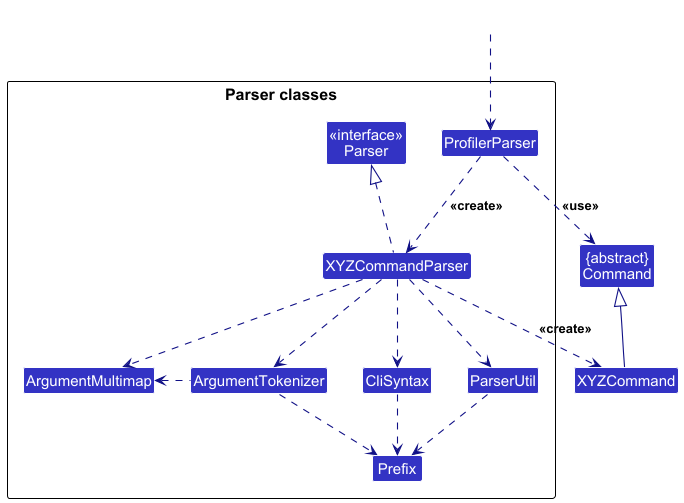 Parser classes
«interface»
Parser
ProfilerParser
«create»
«use»
XYZCommandParser
{abstract}
Command
«create»
ArgumentMultimap
ArgumentTokenizer
CliSyntax
ParserUtil
XYZCommand
Prefix